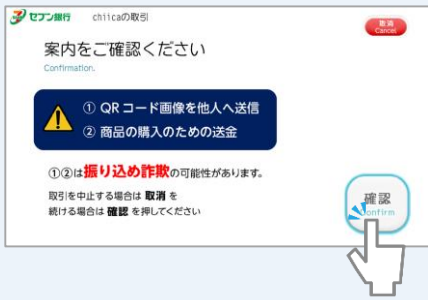 セブン銀行 chiicaの取引
取消
Cancel
案内をご確認ください
Confirmation.
① QRコード画像を他人へ送信
② 商品の購入のための送金
①②は振り込め詐欺の可能性があります。
取引を中止する場合は 取消 を
続ける場合は 確認 を押してください
確認
Confirm